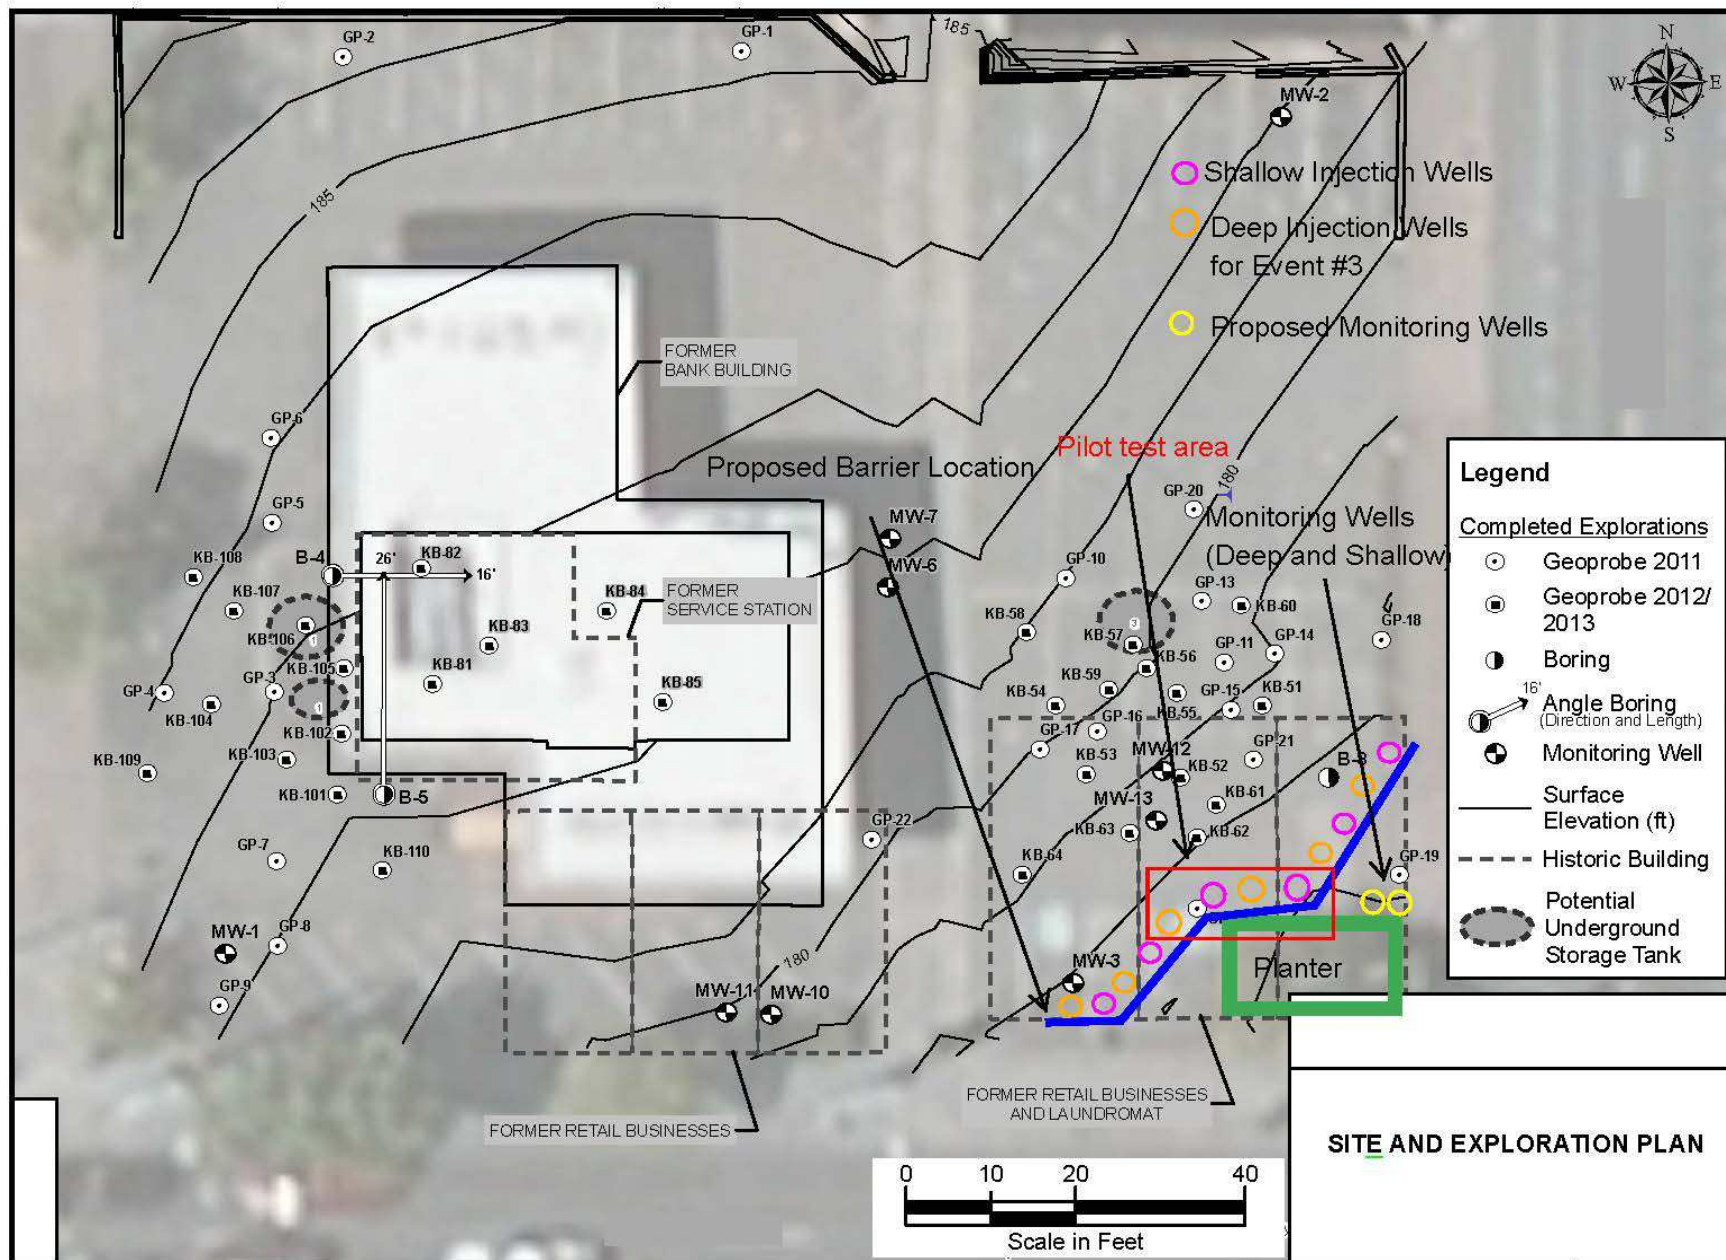 GP-2
GP-1
185
N
W
E
S
MW-2
Shallow Injection Wells
Deep Injection Wells
for Event #3
Proposed Monitoring Wells
185
FORMER
BANK BUILDING
GP-6
Proposed Barrier Location
Pilot test area
180
GP-5
GP-20
Monitoring Wells
(Deep and Shallow)
MW-7
MW-6
KB-108
B-4
26'
KB-82
16'
GP-10
GP-13
KB-107
KB-84
FORMER
SERVICE STATION
KB-60
KB-58
GP-18
KB-106
1
KB-83
3
KB-57
GP-11
GP-14
KB-105
KB-81
KB-56
GP-4
GP-3
KB-85
KB-59
KB-54
KB-55
GP-15
KB-51
KB-104
1
KB-102
GP-16
GP-17
KB-109
KB-103
KB-53
MW-12
KB-52
GP-21
B-3
KB-101
B-5
MW-13
KB-61
GP-22
KB-63
KB-62
GP-7
KB-110
KB-64
GP-19
MW-1
GP-8
180
MW-3
Planter
GP-9
MW-11
MW-10
FORMER RETAIL BUSINESSES
FORMER RETAIL BUSINESSES
AND LAUNDROMAT
Legend
Completed Explorations
Geoprobe 2011
Geoprobe 2012/
2013
Boring
16'
Angle Boring
(Direction and Length)
Monitoring Well
Surface
Elevation (ft)
Historic Building
Potential
Underground
Storage Tank
SITE AND EXPLORATION PLAN
0 10 20 40
Scale in Feet